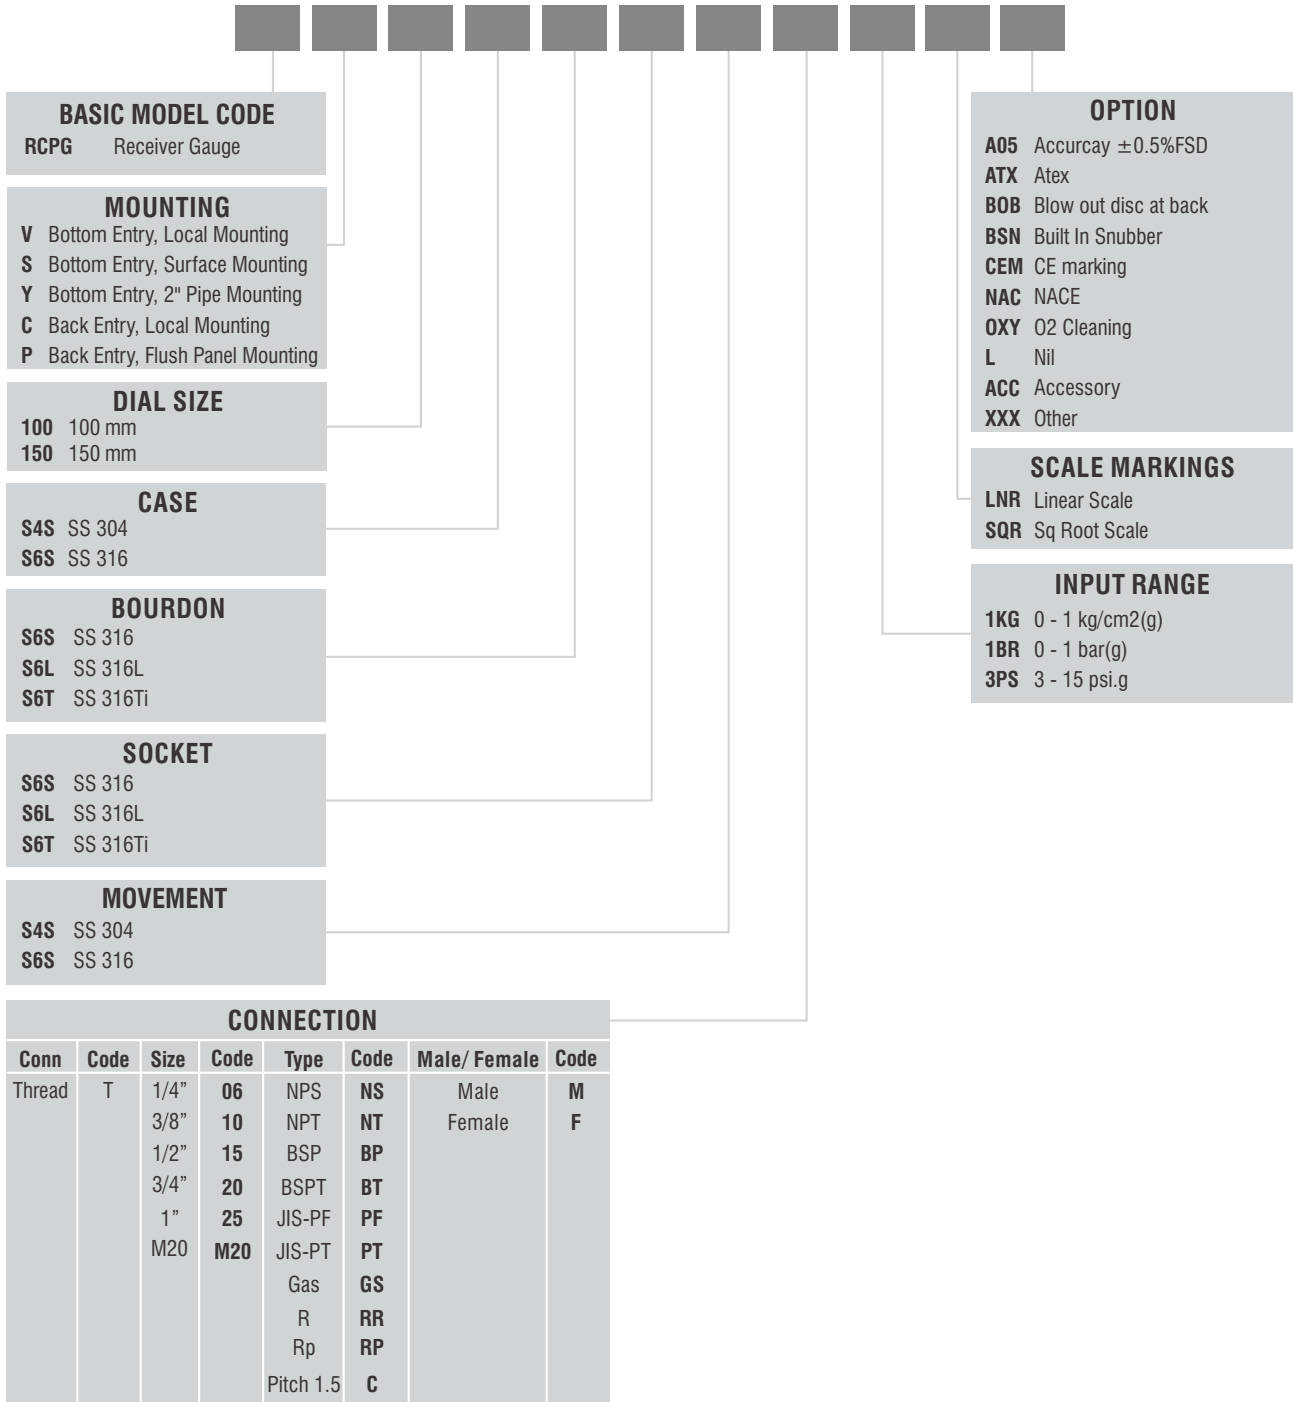 BASIC MODEL CODE
RCPG Receiver Gauge
MOUNTING
V Bottom Entry, Local Mounting
S Bottom Entry, Surface Mounting
Y Bottom Entry, 2" Pipe Mounting
C Back Entry, Local Mounting
P Back Entry, Flush Panel Mounting
DIAL SIZE
100 100 mm
150 150 mm
CASE
S4S SS 304
S6S SS 316
BOURDON
S6S SS 316
S6L SS 316L
S6T SS 316Ti
SOCKET
S6S SS 316
S6L SS 316L
S6T SS 316Ti
MOVEMENT
S4S SS 304
S6S SS 316
CONNECTION
Conn Code Size Code Type Code Male/ Female Code
Thread T 1/4” 06 NPS NS Male M
3/8” 10 NPT NT Female F
1/2” 15 BSP BP
3/4” 20 BSPT BT
1” 25 JIS-PF PF
M20 M20 JIS-PT PT
Gas GS
R RR
Rp RP
Pitch 1.5 C
OPTION
A05 Accurcay ±0.5%FSD
ATX Atex
BOB Blow out disc at back
BSN Built In Snubber
CEM CE marking
NAC NACE
OXY O2 Cleaning
L Nil
ACC Accessory
XXX Other
SCALE MARKINGS
LNR Linear Scale
SQR Sq Root Scale
INPUT RANGE
1KG 0 - 1 kg/cm2(g)
1BR 0 - 1 bar(g)
3PS 3 - 15 psi.g